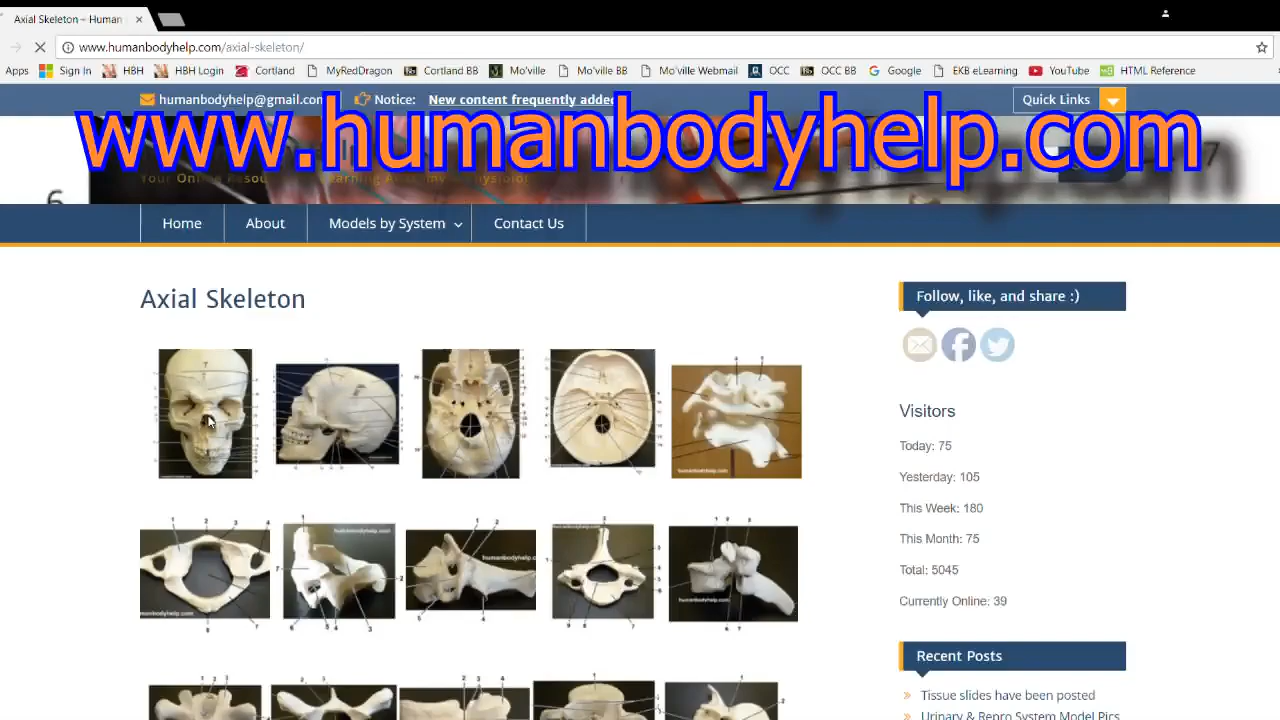 Axial Skeleton – Human
www.humanbodyhelp.com/axial-skeleton/
Apps Sign In HBH HBH Login Cortland MyRedDragon Cortland BB Mo'ville Mo'ville BB Mo'ville Webmail OCC OCC BB Google EKB eLearning YouTube HTML Reference
humanbodyhelp@gmail.com Notice: New content frequently added Quick Links
www.humanbodyhelp.com
Your Online
Home About Models by System Contact Us
Axial Skeleton
Follow, like, and share :)
Visitors
Today: 75
Yesterday: 105
This Week: 180
This Month: 75
Total: 5045
Currently Online: 39
Recent Posts
Tissue slides have been posted
Urinary & Repro System Model Pics